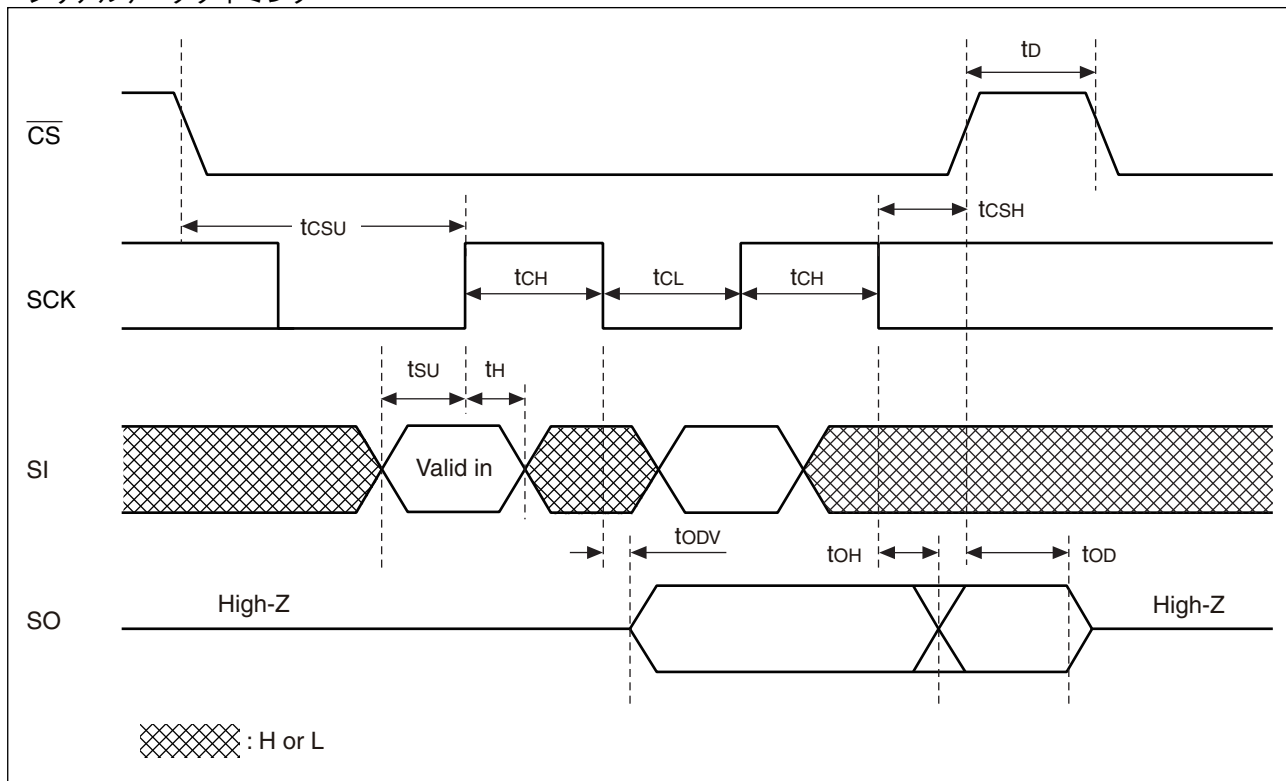 tD
CS
tCSU
tCSH
SCK
tCH
tCL
tCH
tSU
tH
SI
Valid in
tODV
tOH
tOD
SO
High-Z
High-Z
: H or L